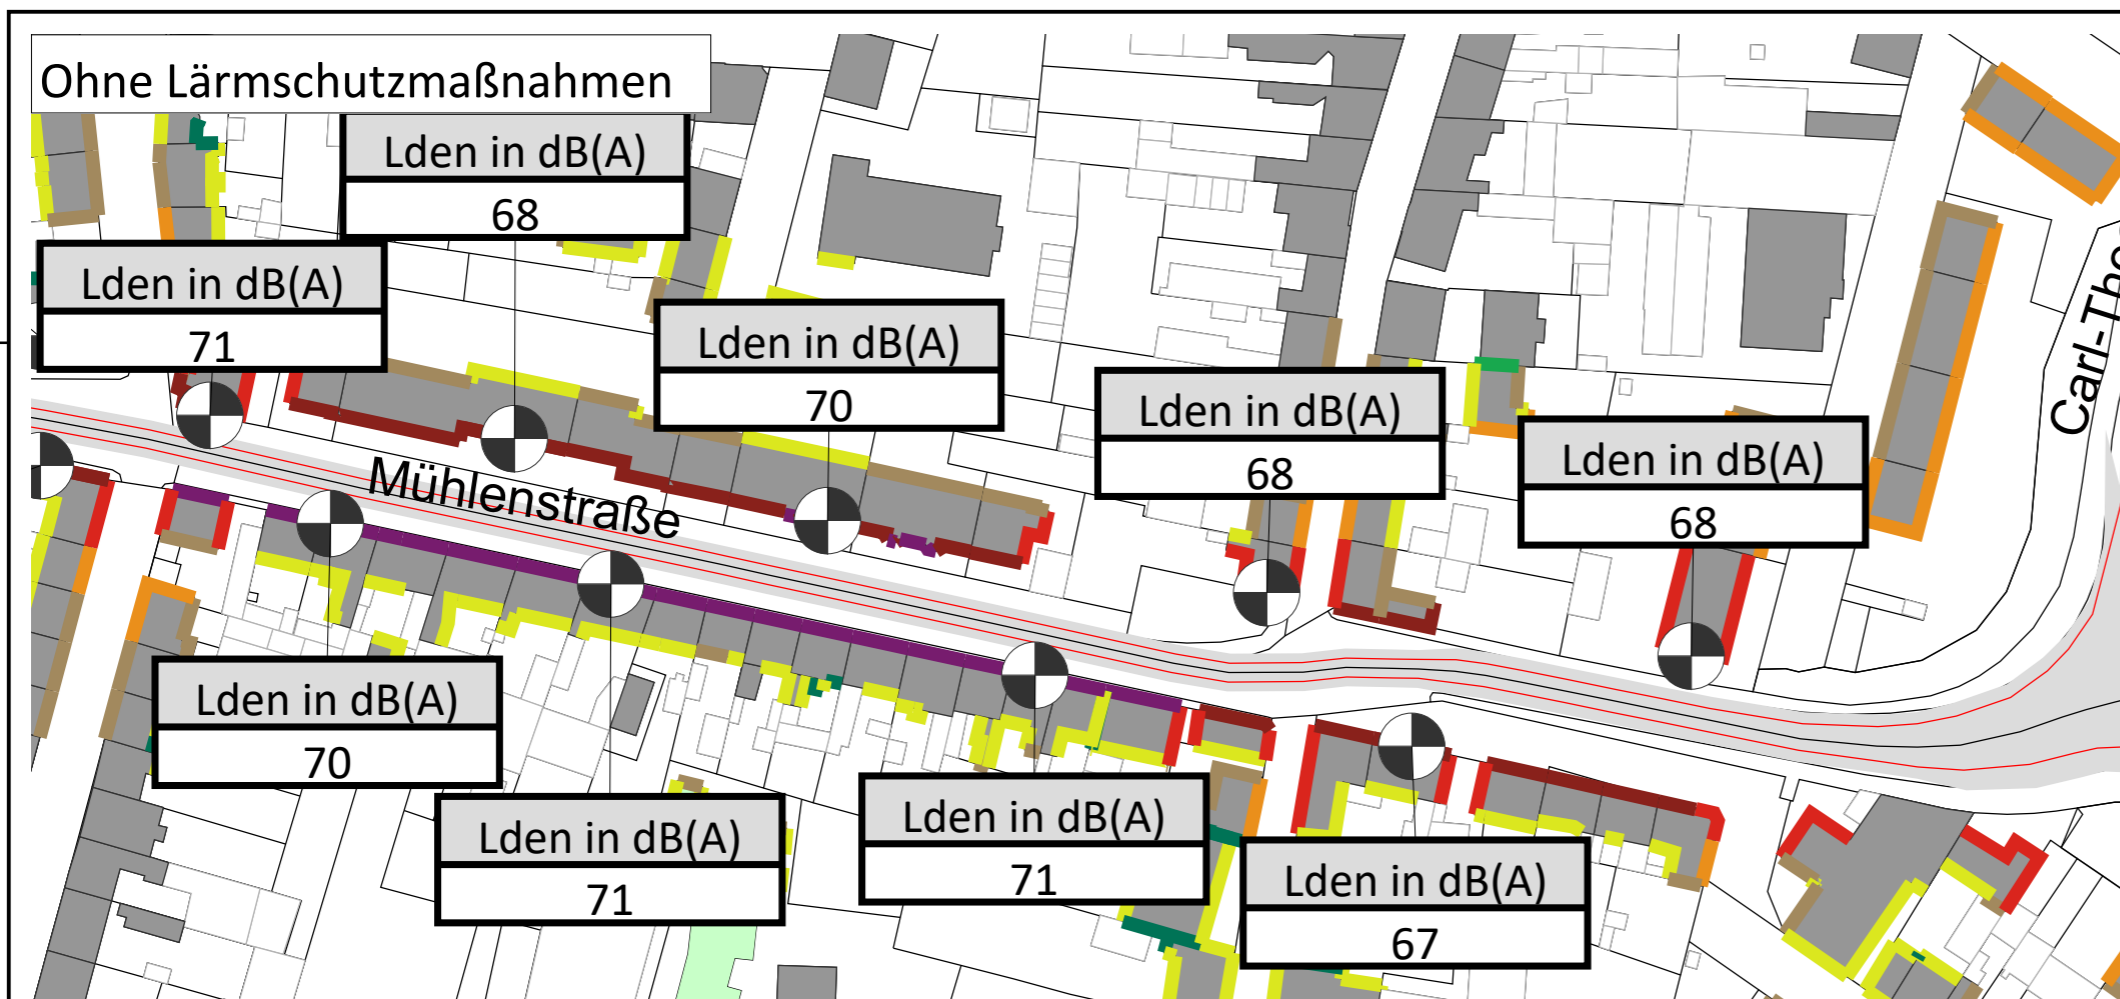 Ohne Lärmschutzmaßnahmen
Lden in dB(A)
68
Lden in dB(A)
71
Lden in dB(A)
70
Lden in dB(A)
68
Lden in dB(A)
68
Carl-The
Mühlenstraße
Lden in dB(A)
70
Lden in dB(A)
71
Lden in dB(A)
71
Lden in dB(A)
67